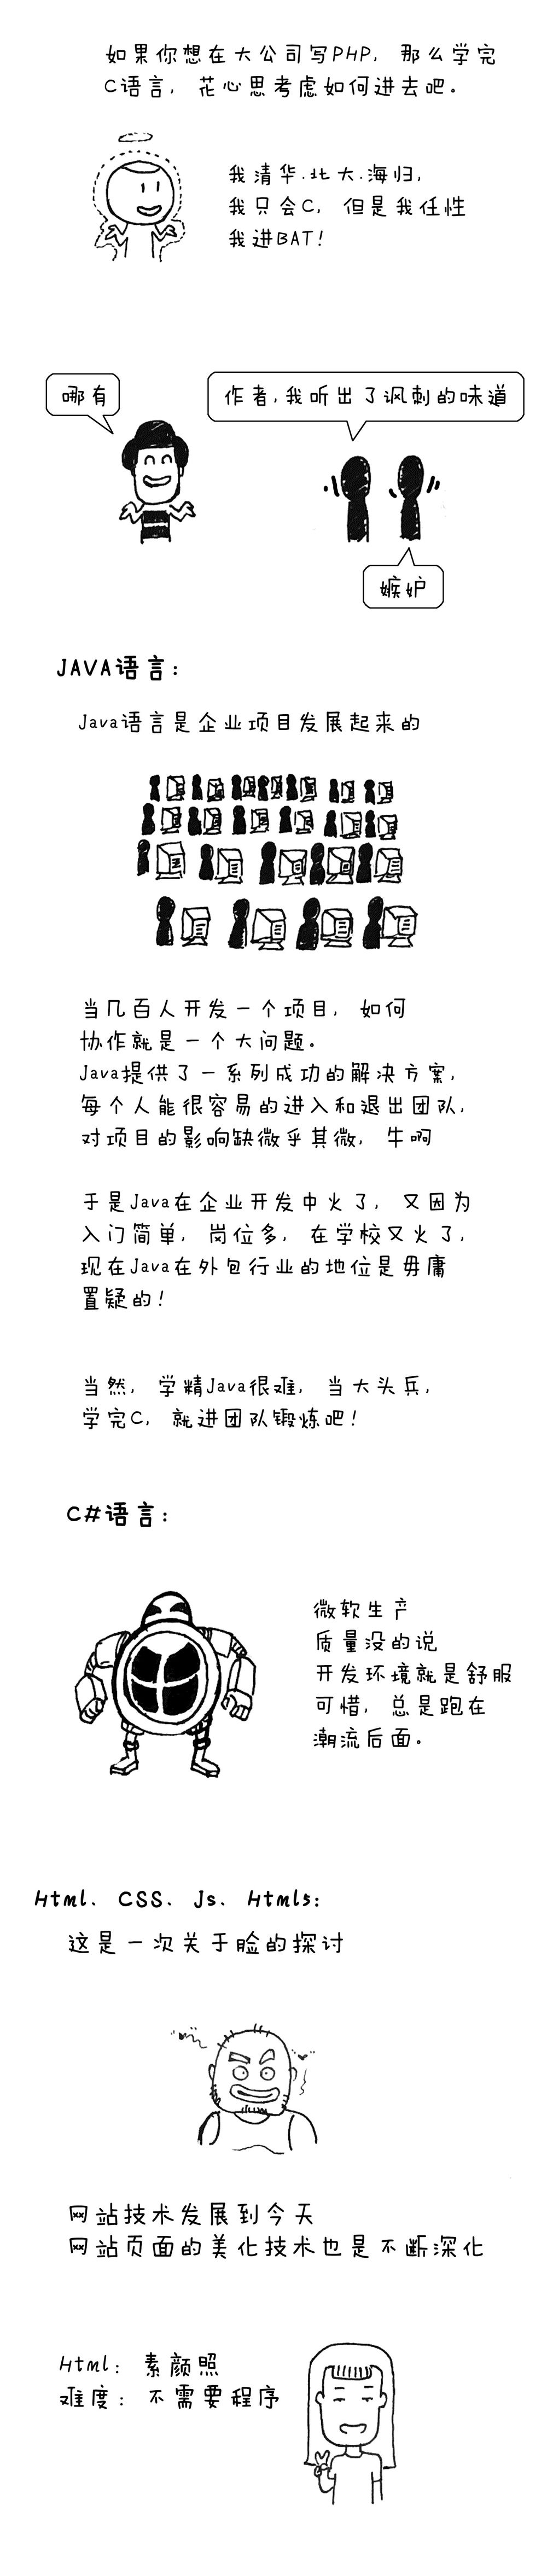 如果你想在大公司写PHP，那么学完
C语言，花心思考虑如何进去吧。
我清华.北大.海归，
我只会C，但是我任性
我进BAT！
哪有
作者，我听出了讽刺的味道
嫉妒
JAVA语言：
Java语言是企业项目发展起来的
当几百人开发一个项目，如何
协作就是一个大问题。
Java提供了一系列成功的解决方案，
每个人能很容易的进入和退出团队，
对项目的影响缺微乎其微，牛啊
于是Java在企业开发中火了，又因为
入门简单，岗位多，在学校又火了，
现在Java在外包行业的地位是毋庸
置疑的！
当然，学精Java很难，当大头兵，
学完C，就进团队锻炼吧！
C#语言：
微软生产
质量没的说
开发环境就是舒服
可惜，总是跑在
潮流后面。
Html、CSS、Js、Html5：
这是一次关于脸的探讨
网站技术发展到今天
网站页面的美化技术也是不断深化
Html：素颜照
难度：不需要程序